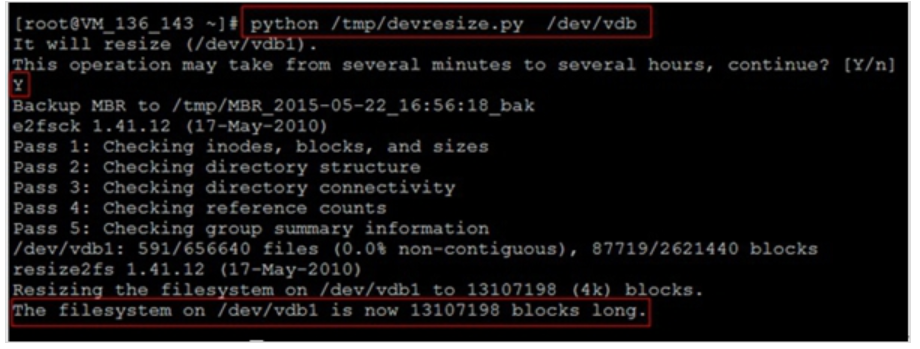 [root@VM_136_143 ~]# python /tmp/devresize.py  /dev/vdb
It will resize (/dev/vdb1).
This operation may take from several minutes to several hours, continue? [Y/n]
Y
Backup MBR to /tmp/MBR_2015-05-22_16:56:18_bak
e2fsck 1.41.12 (17-May-2010)
Pass 1: Checking inodes, blocks, and sizes
Pass 2: Checking directory structure
Pass 3: Checking directory connectivity
Pass 4: Checking reference counts
Pass 5: Checking group summary information
/dev/vdb1: 591/656640 files (0.0% non-contiguous), 87719/2621440 blocks
resize2fs 1.41.12 (17-May-2010)
Resizing the filesystem on /dev/vdb1 to 13107198 (4k) blocks.
The filesystem on /dev/vdb1 is now 13107198 blocks long.